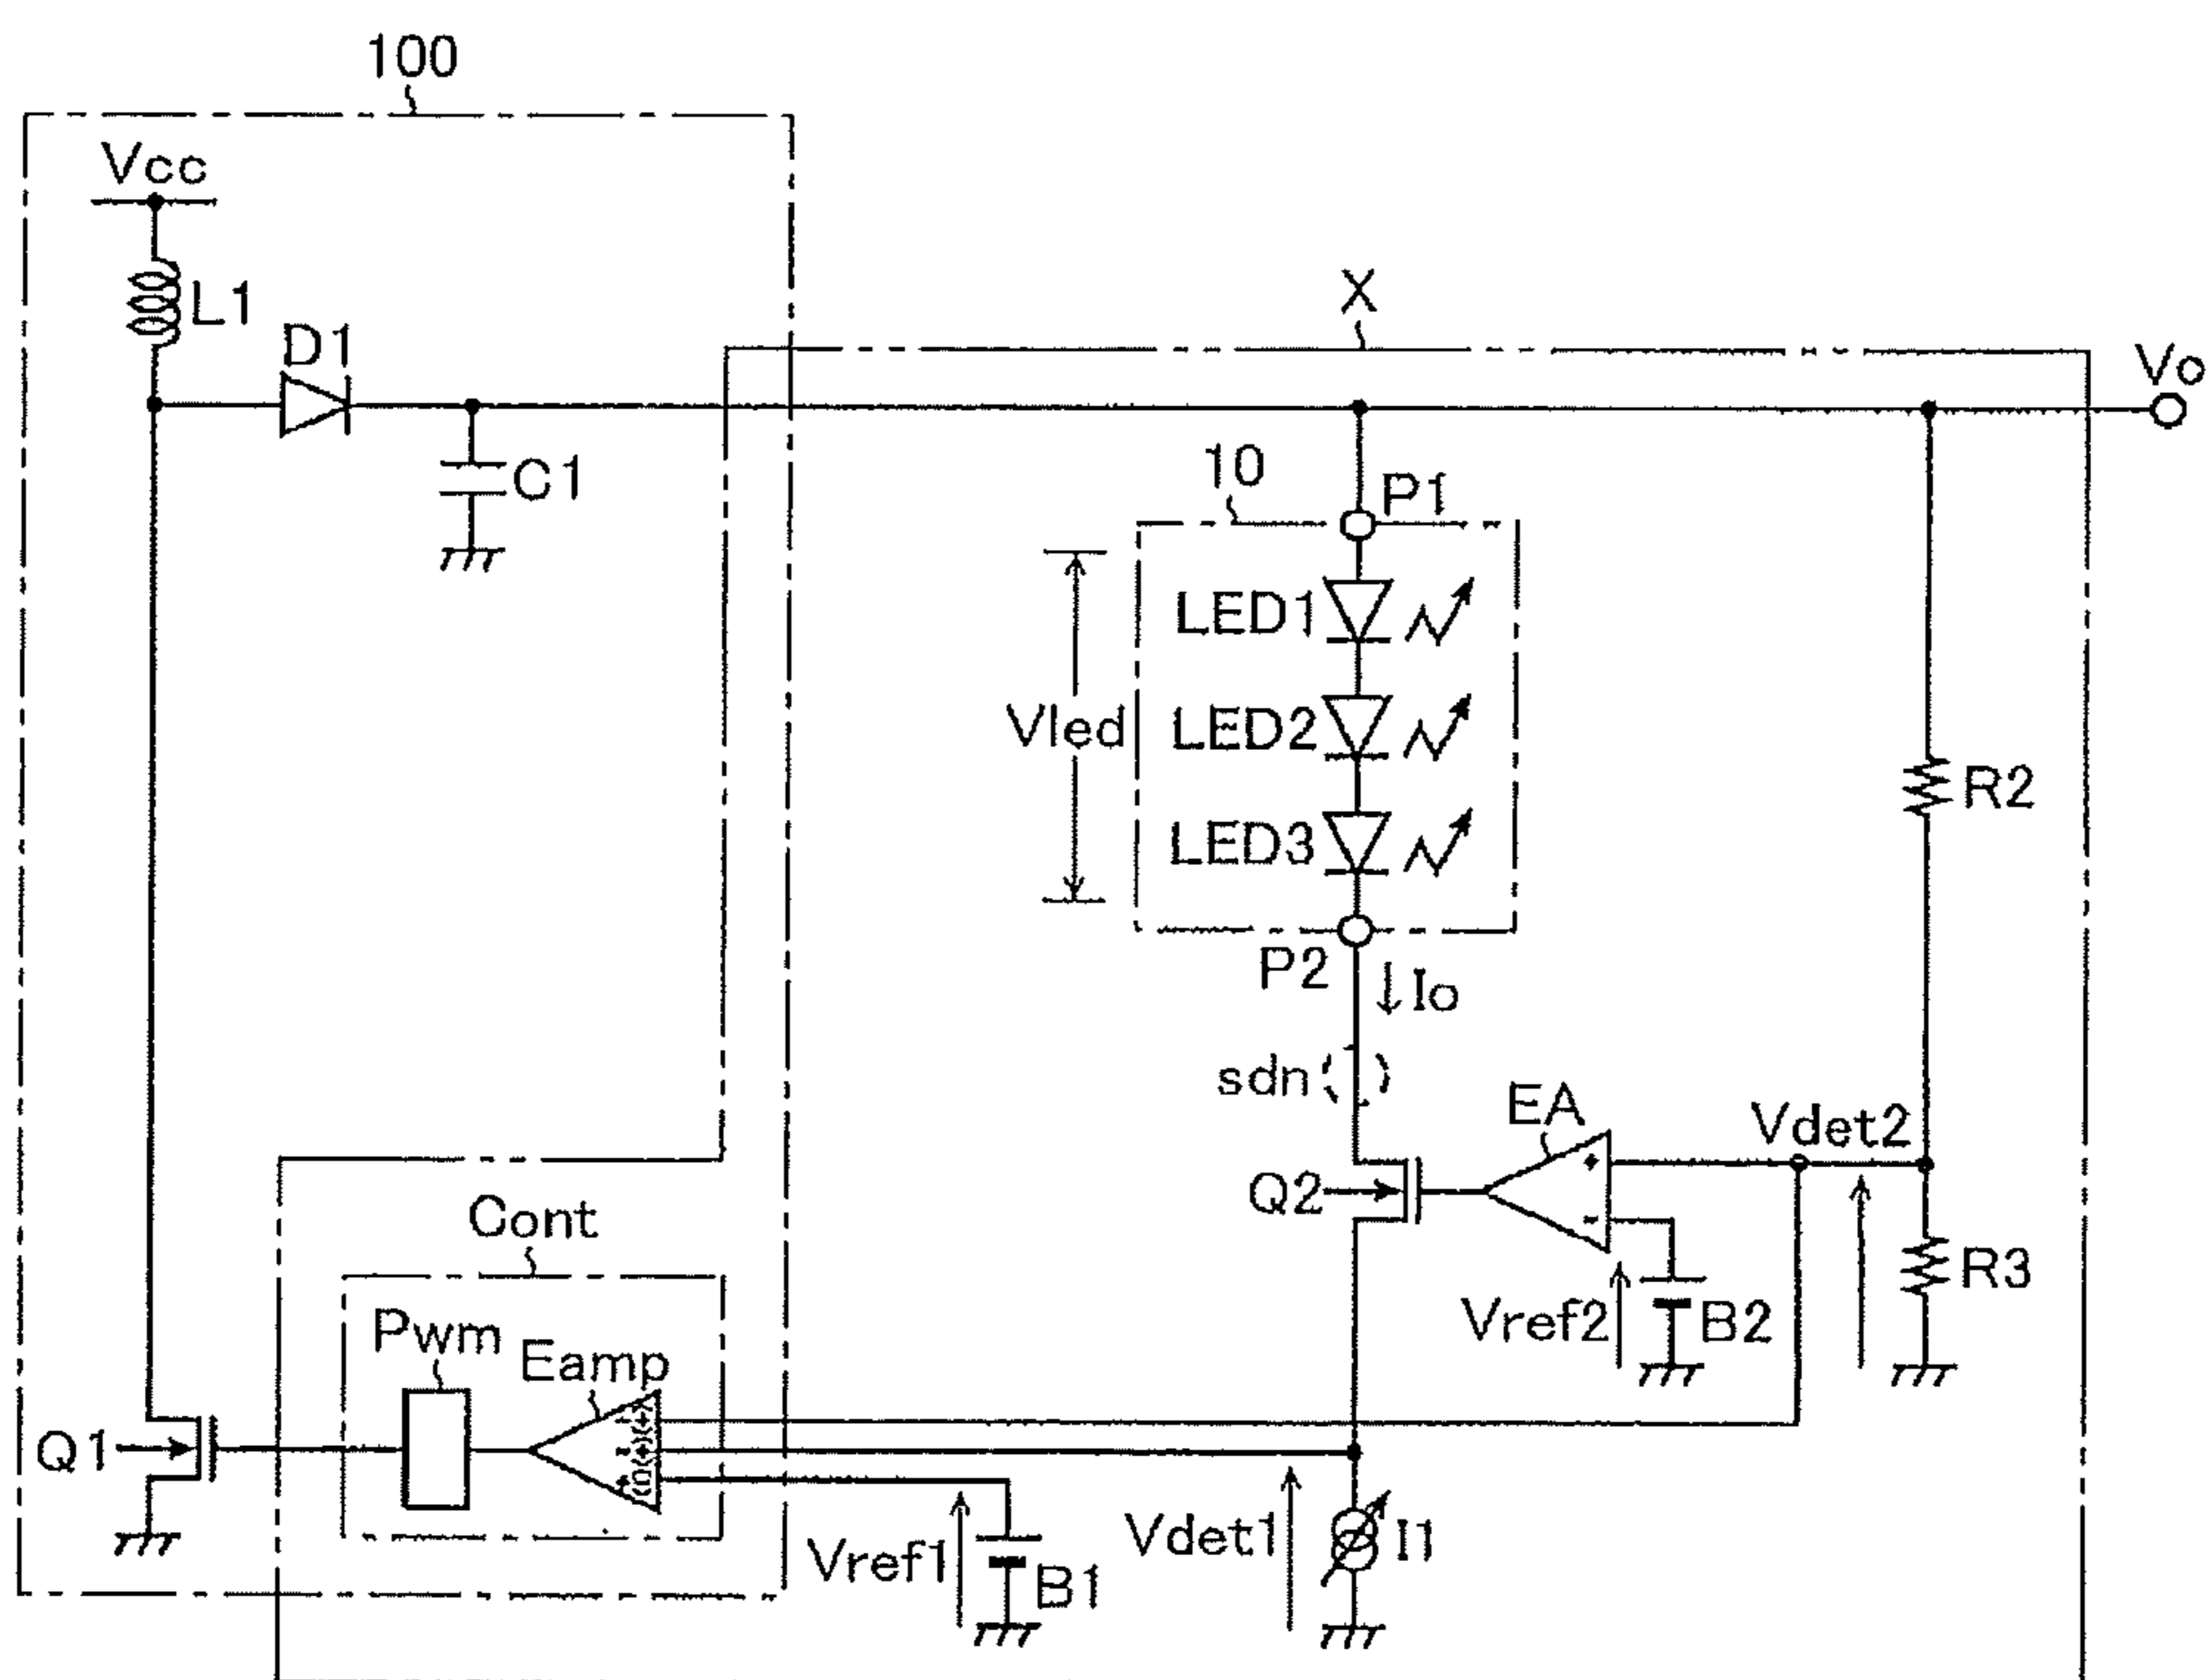 100
Vcc
L1
D1
C1
X
Vo
10
P1
LED1
Vled
LED2
LED3
R2
P2
Io
sdn
EA
Vdet2
Q2
+
-
Vref2
B2
R3
Cont
Pwm
Eamp
Q1
Vref1
B1
Vdet1
I1